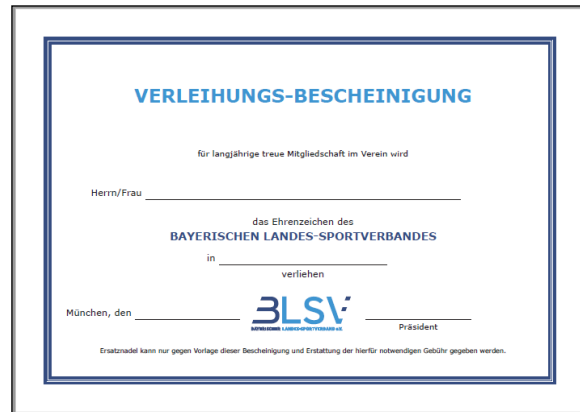 VERLEIHUNGS-BESCHEINIGUNG
für langjährige treue Mitgliedschaft im Verein wird
Herrn/Frau
das Ehrenzeichen des
BAYERISCHEN LANDES-SPORTVERBANDES
in
verliehen
München, den
BLSV
BAYERISCHER LANDES-SPORTVERBAND e.V.
Präsident
Ersatznadel kann nur gegen Vorlage dieser Bescheinigung und Erstattung der hierfür notwendigen Gebühr gegeben werden.